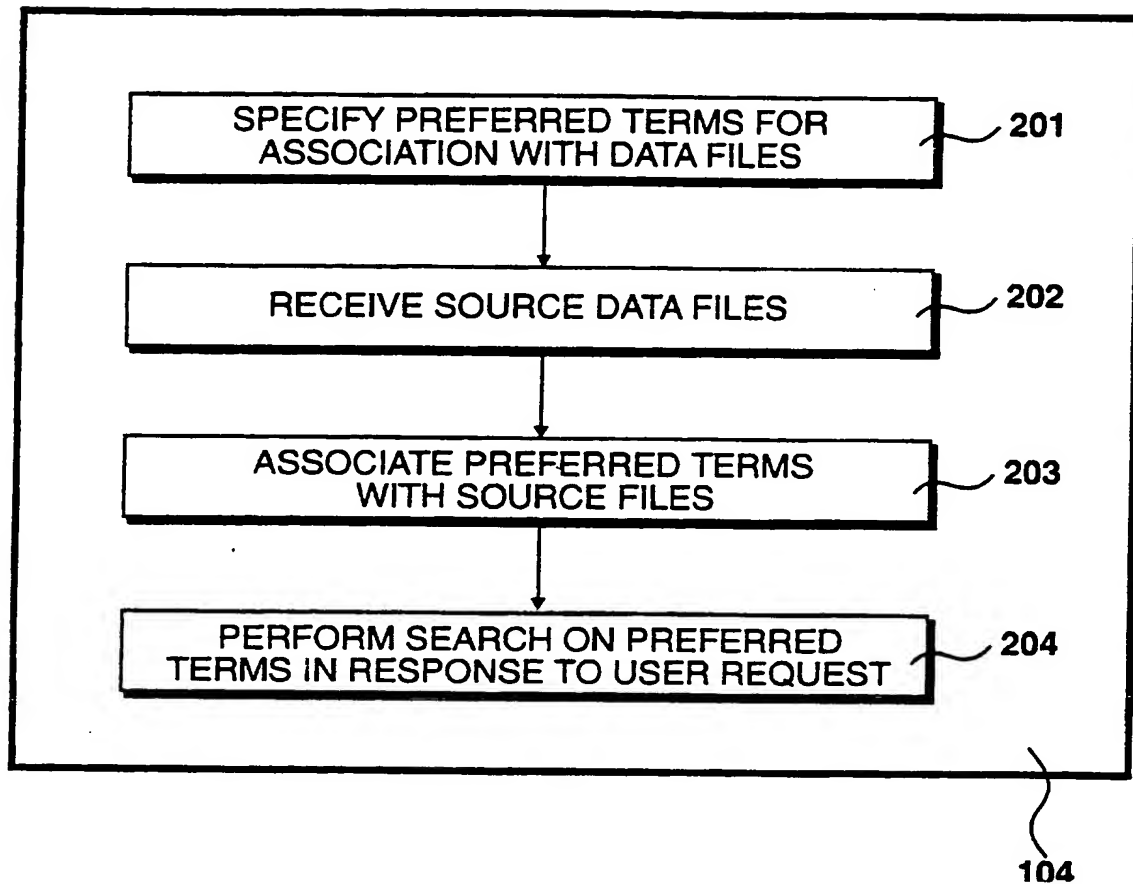 SPECIFY PREFERRED TERMS FOR
ASSOCIATION WITH DATA FILES
201
RECEIVE SOURCE DATA FILES
202
ASSOCIATE PREFERRED TERMS
WITH SOURCE FILES
203
PERFORM SEARCH ON PREFERRED
TERMS IN RESPONSE TO USER REQUEST
204
104